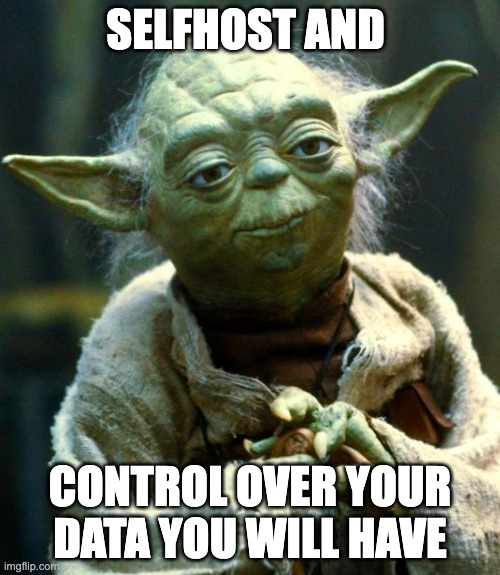 SELFHOST AND
CONTROL OVER YOUR
DATA YOU WILL HAVE
imgflip.com